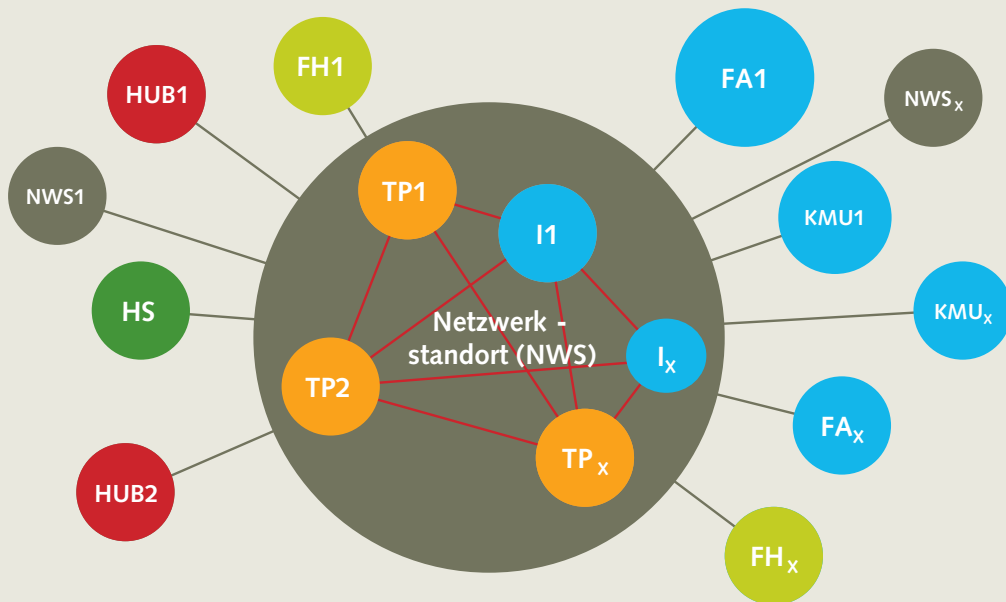 FH1
FA1
HUB1
NWSx
TP1
NWS1
KMU1
I1
HS
KMUx
Netzwerk -
standort (NWS)
Ix
TP2
FAx
TP x
HUB2
FHx